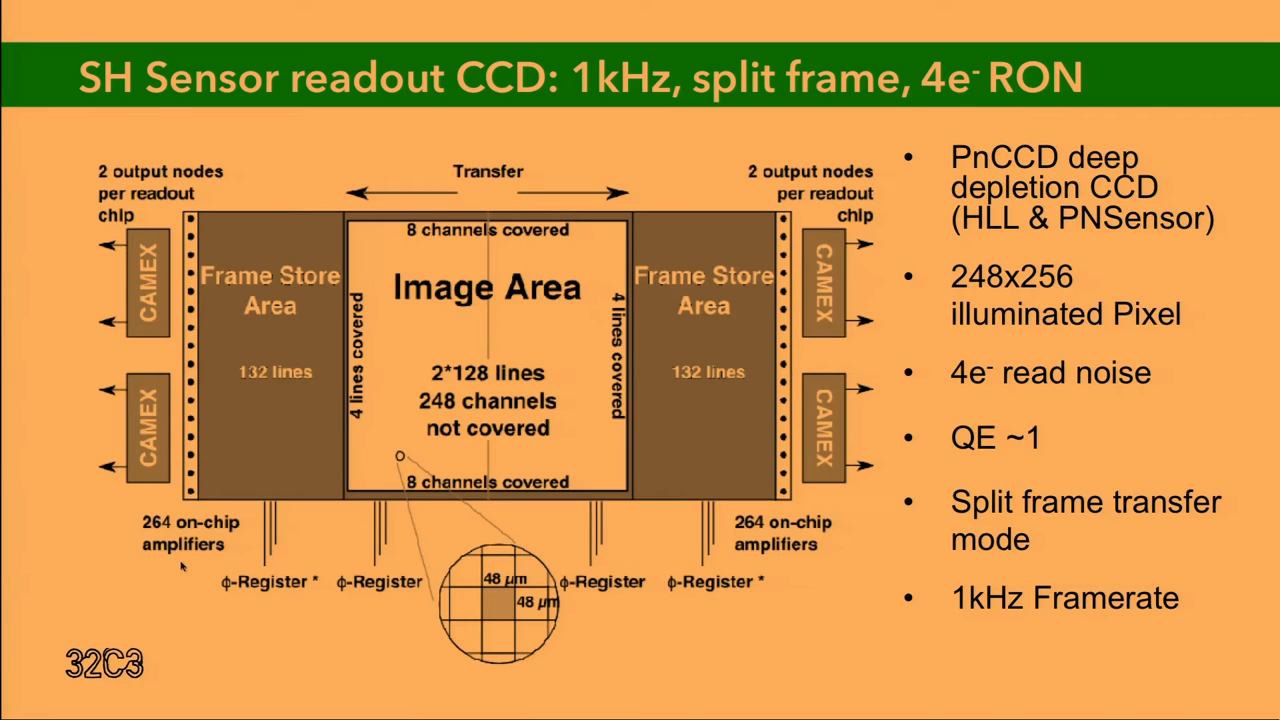 SH Sensor readout CCD: 1kHz, split frame, 4e- RON
2 output nodes
per readout
chip
Transfer
2 output nodes
per readout
chip
CAMEX
CAMEX
Frame Store
Area
132 lines
8 channels covered
Image Area
4 lines covered
4 lines covered
2*128 lines
248 channels
not covered
8 channels covered
Frame Store
Area
132 lines
CAMEX
CAMEX
264 on-chip
amplifiers
264 on-chip
amplifiers
ϕ-Register *
ϕ-Register
ϕ-Register
ϕ-Register *
48 μm
48 μm
• PnCCD deep
depletion CCD
(HLL & PNSensor)
• 248x256
illuminated Pixel
• 4e- read noise
• QE ~1
• Split frame transfer
mode
• 1kHz Framerate
32C3